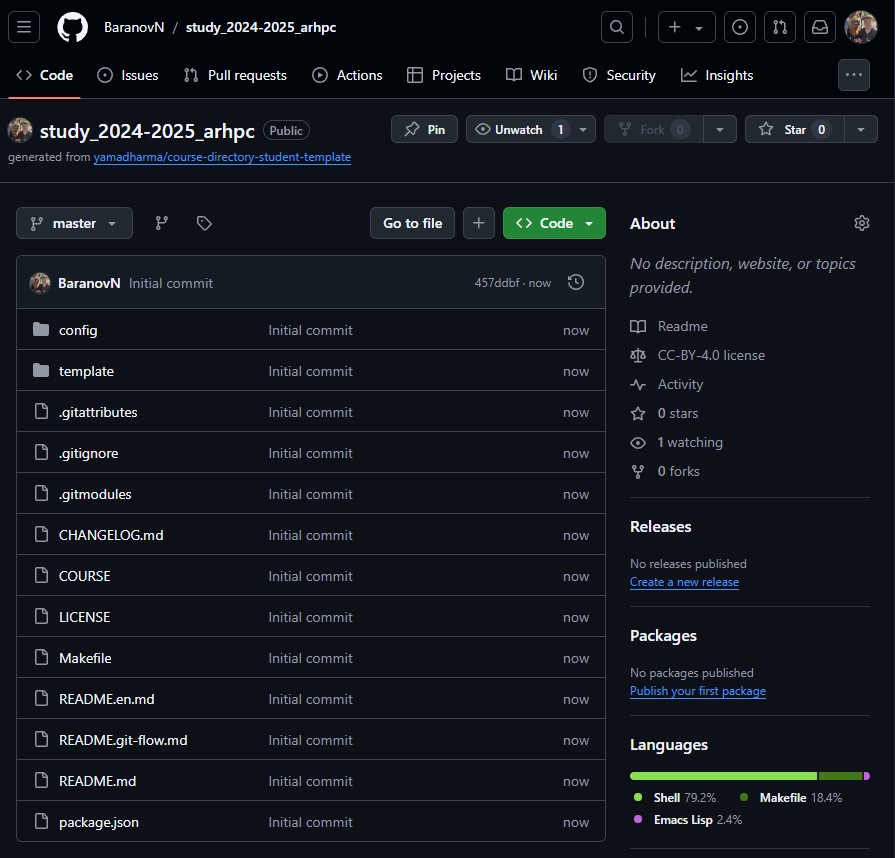 BaranovN / study_2024-2025_arhpc
Code Issues Pull requests Actions Projects Wiki Security Insights
study_2024-2025_arhpc Public Pin Unwatch 1 Fork 0 Star 0
generated from yamadharma/course-directory-student-template
master Go to file Code
BaranovN Initial commit 457ddbf · now
config Initial commit now
template Initial commit now
.gitattributes Initial commit now
.gitignore Initial commit now
.gitmodules Initial commit now
CHANGELOG.md Initial commit now
COURSE Initial commit now
LICENSE Initial commit now
Makefile Initial commit now
README.en.md Initial commit now
README.git-flow.md Initial commit now
README.md Initial commit now
package.json Initial commit now
About
No description, website, or topics
provided.
Readme
CC-BY-4.0 license
Activity
0 stars
1 watching
0 forks
Releases
No releases published
Create a new release
Packages
No packages published
Publish your first package
Languages
Shell 79.2% Makefile 18.4%
Emacs Lisp 2.4%